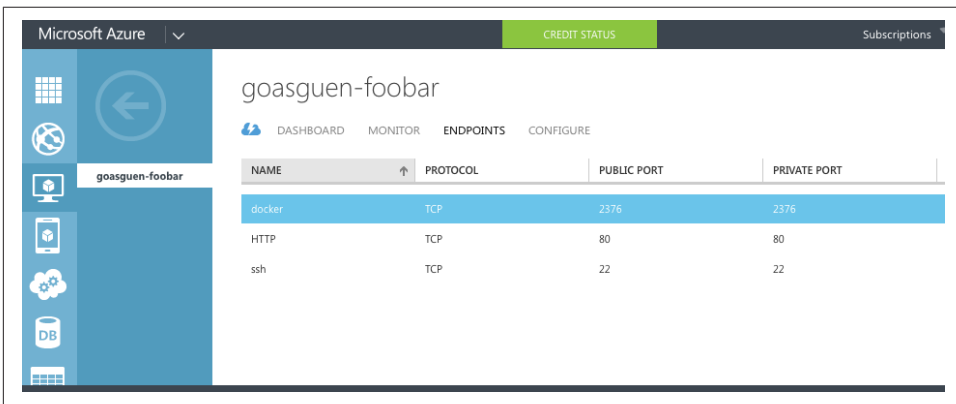 Microsoft Azure CREDIT STATUS Subscriptions
goasguen-foobar
DASHBOARD MONITOR ENDPOINTS CONFIGURE
goasguen-foobar
NAME PROTOCOL PUBLIC PORT PRIVATE PORT
docker TCP 2376 2376
HTTP TCP 80 80
ssh TCP 22 22
DB